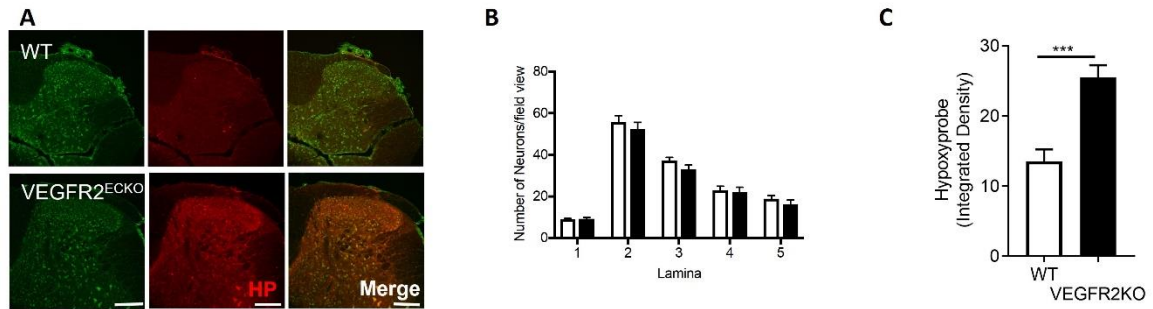 A
WT
VEGFR2ECKO
HP
Merge
B
Number of Neurons/field view
80
60
40
20
0
1 2 3 4 5
Lamina
C
***
Hypoxyprobe
(Integrated Density)
30
20
10
0
WT
VEGFR2KO